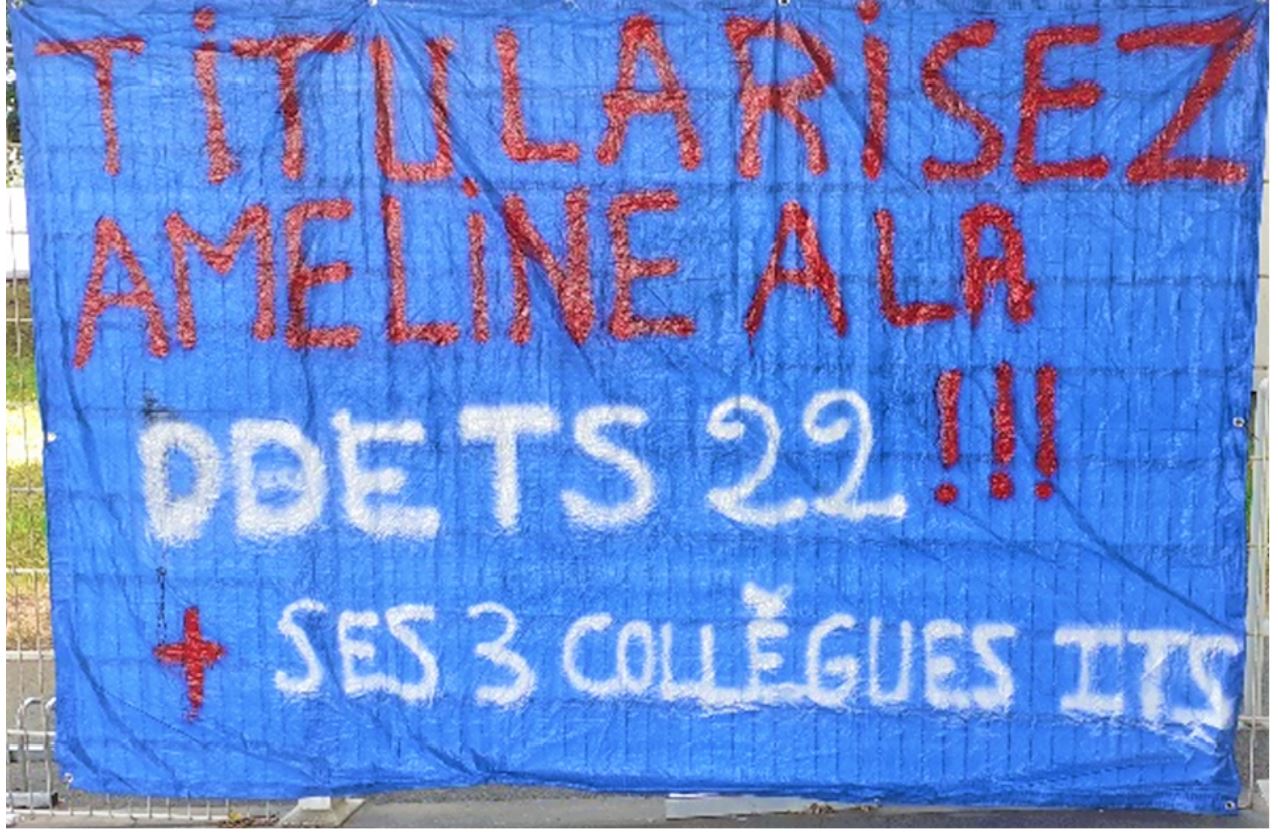 TiTULARiSEZ
AMELiNE A LA
DDETS 22 !!!
+ SES 3 COLLÈGUES ITS